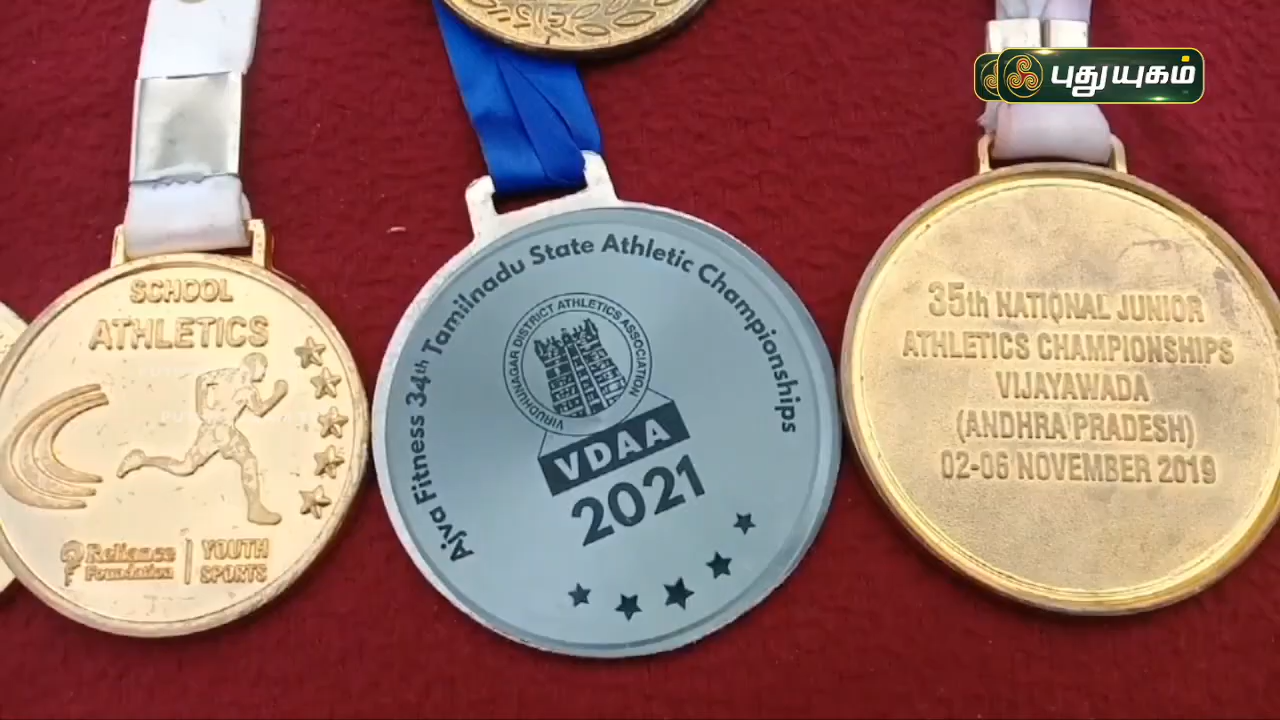 புதுயுகம்
SCHOOL
ATHLETICS
Reliance
Foundation
YOUTH
SPORTS
Ajva Fitness 34th Tamilnadu State Athletic Championships
VIRUDHUNAGAR DISTRICT ATHLETICS ASSOCIATION
VDAA
2021
35th NATIONAL JUNIOR
ATHLETICS CHAMPIONSHIPS
VIJAYAWADA
(ANDHRA PRADESH)
02-06 NOVEMBER 2019